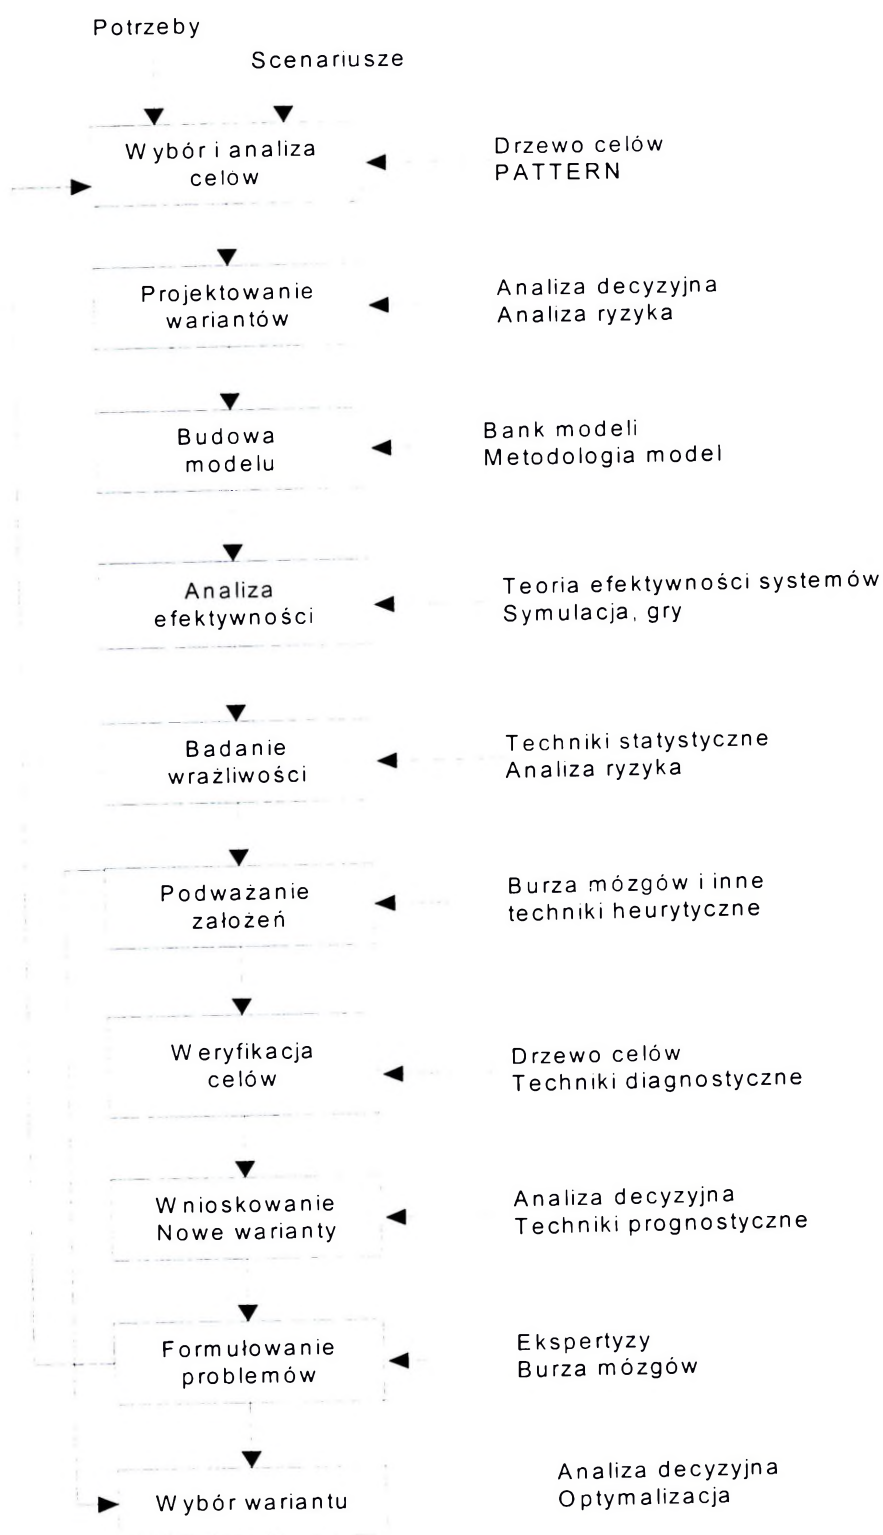 Potrzeby
Scenariusze
Wybór i analiza
celów
Drzewo celów
PATTERN
Projektowanie
wariantów
Analiza decyzyjna
Analiza ryzyka
Budowa
modelu
Bank modeli
Metodologia model
Analiza
efektywności
Teoria efektywności systemów
Symulacja, gry
Badanie
wrażliwości
Techniki statystyczne
Analiza ryzyka
Podważanie
założeń
Burza mózgów i inne
techniki heurytyczne
Weryfikacja
celów
Drzewo celów
Techniki diagnostyczne
Wnioskowanie
Nowe warianty
Analiza decyzyjna
Techniki prognostyczne
Formułowanie
problemów
Ekspertyzy
Burza mózgów
Wybór wariantu
Analiza decyzyjna
Optymalizacja